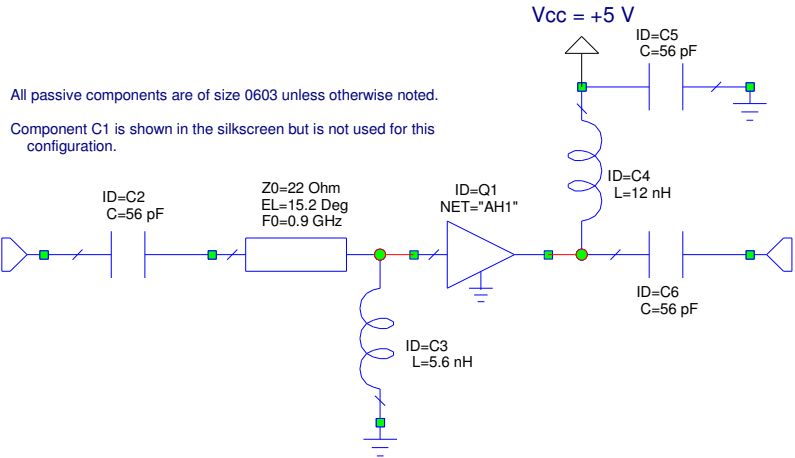 Vcc = +5 V
ID=C5
C=56 pF
All passive components are of size 0603 unless otherwise noted.
Component C1 is shown in the silkscreen but is not used for this
configuration.
ID=C2
C=56 pF
Z0=22 Ohm
EL=15.2 Deg
F0=0.9 GHz
ID=Q1
NET="AH1"
ID=C4
L=12 nH
ID=C6
C=56 pF
ID=C3
L=5.6 nH